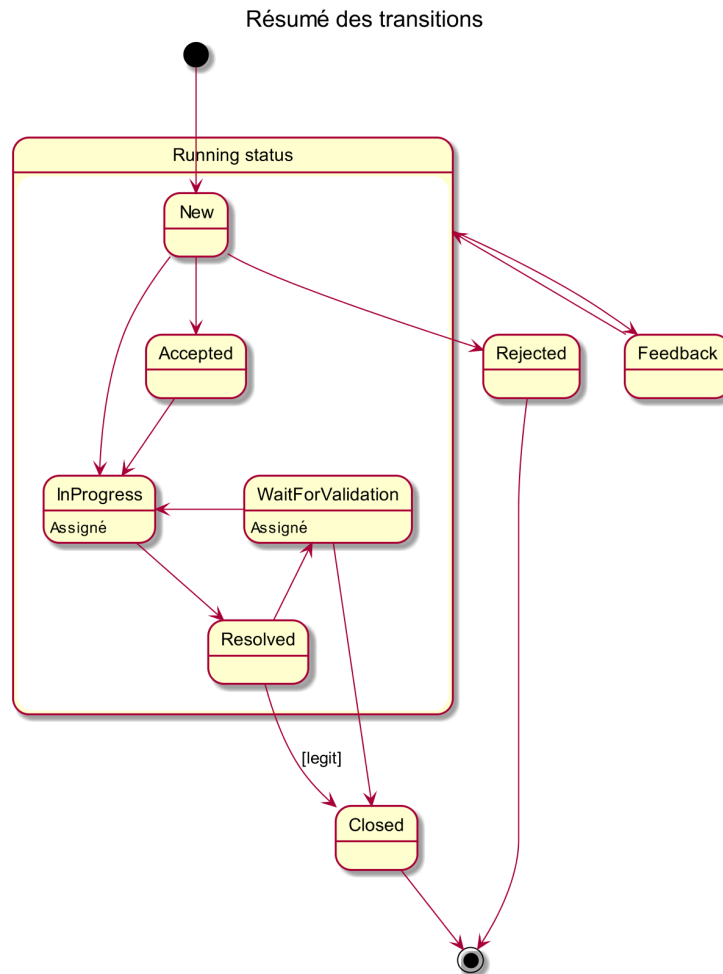 Résumé des transitions
Running status
New
Accepted
Rejected
Feedback
InProgress
Assigné
WaitForValidation
Assigné
Resolved
[legit]
Closed